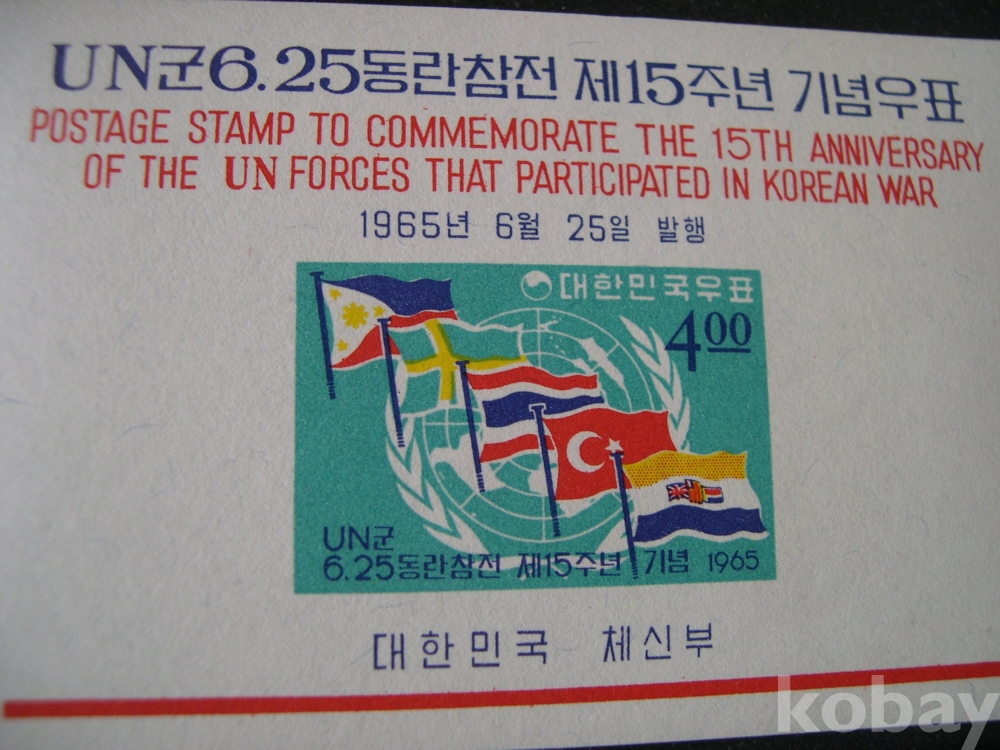 UN군6.25동란참전 제15주년 기념우표
POSTAGE STAMP TO COMMEMORATE THE 15TH ANNIVERSARY
OF THE UN FORCES THAT PARTICIPATED IN KOREAN WAR
1965년 6월 25일 발행
대한민국우표
400
UN군
6.25동란참전 제15주년 기념 1965
대한민국 체신부
kobay